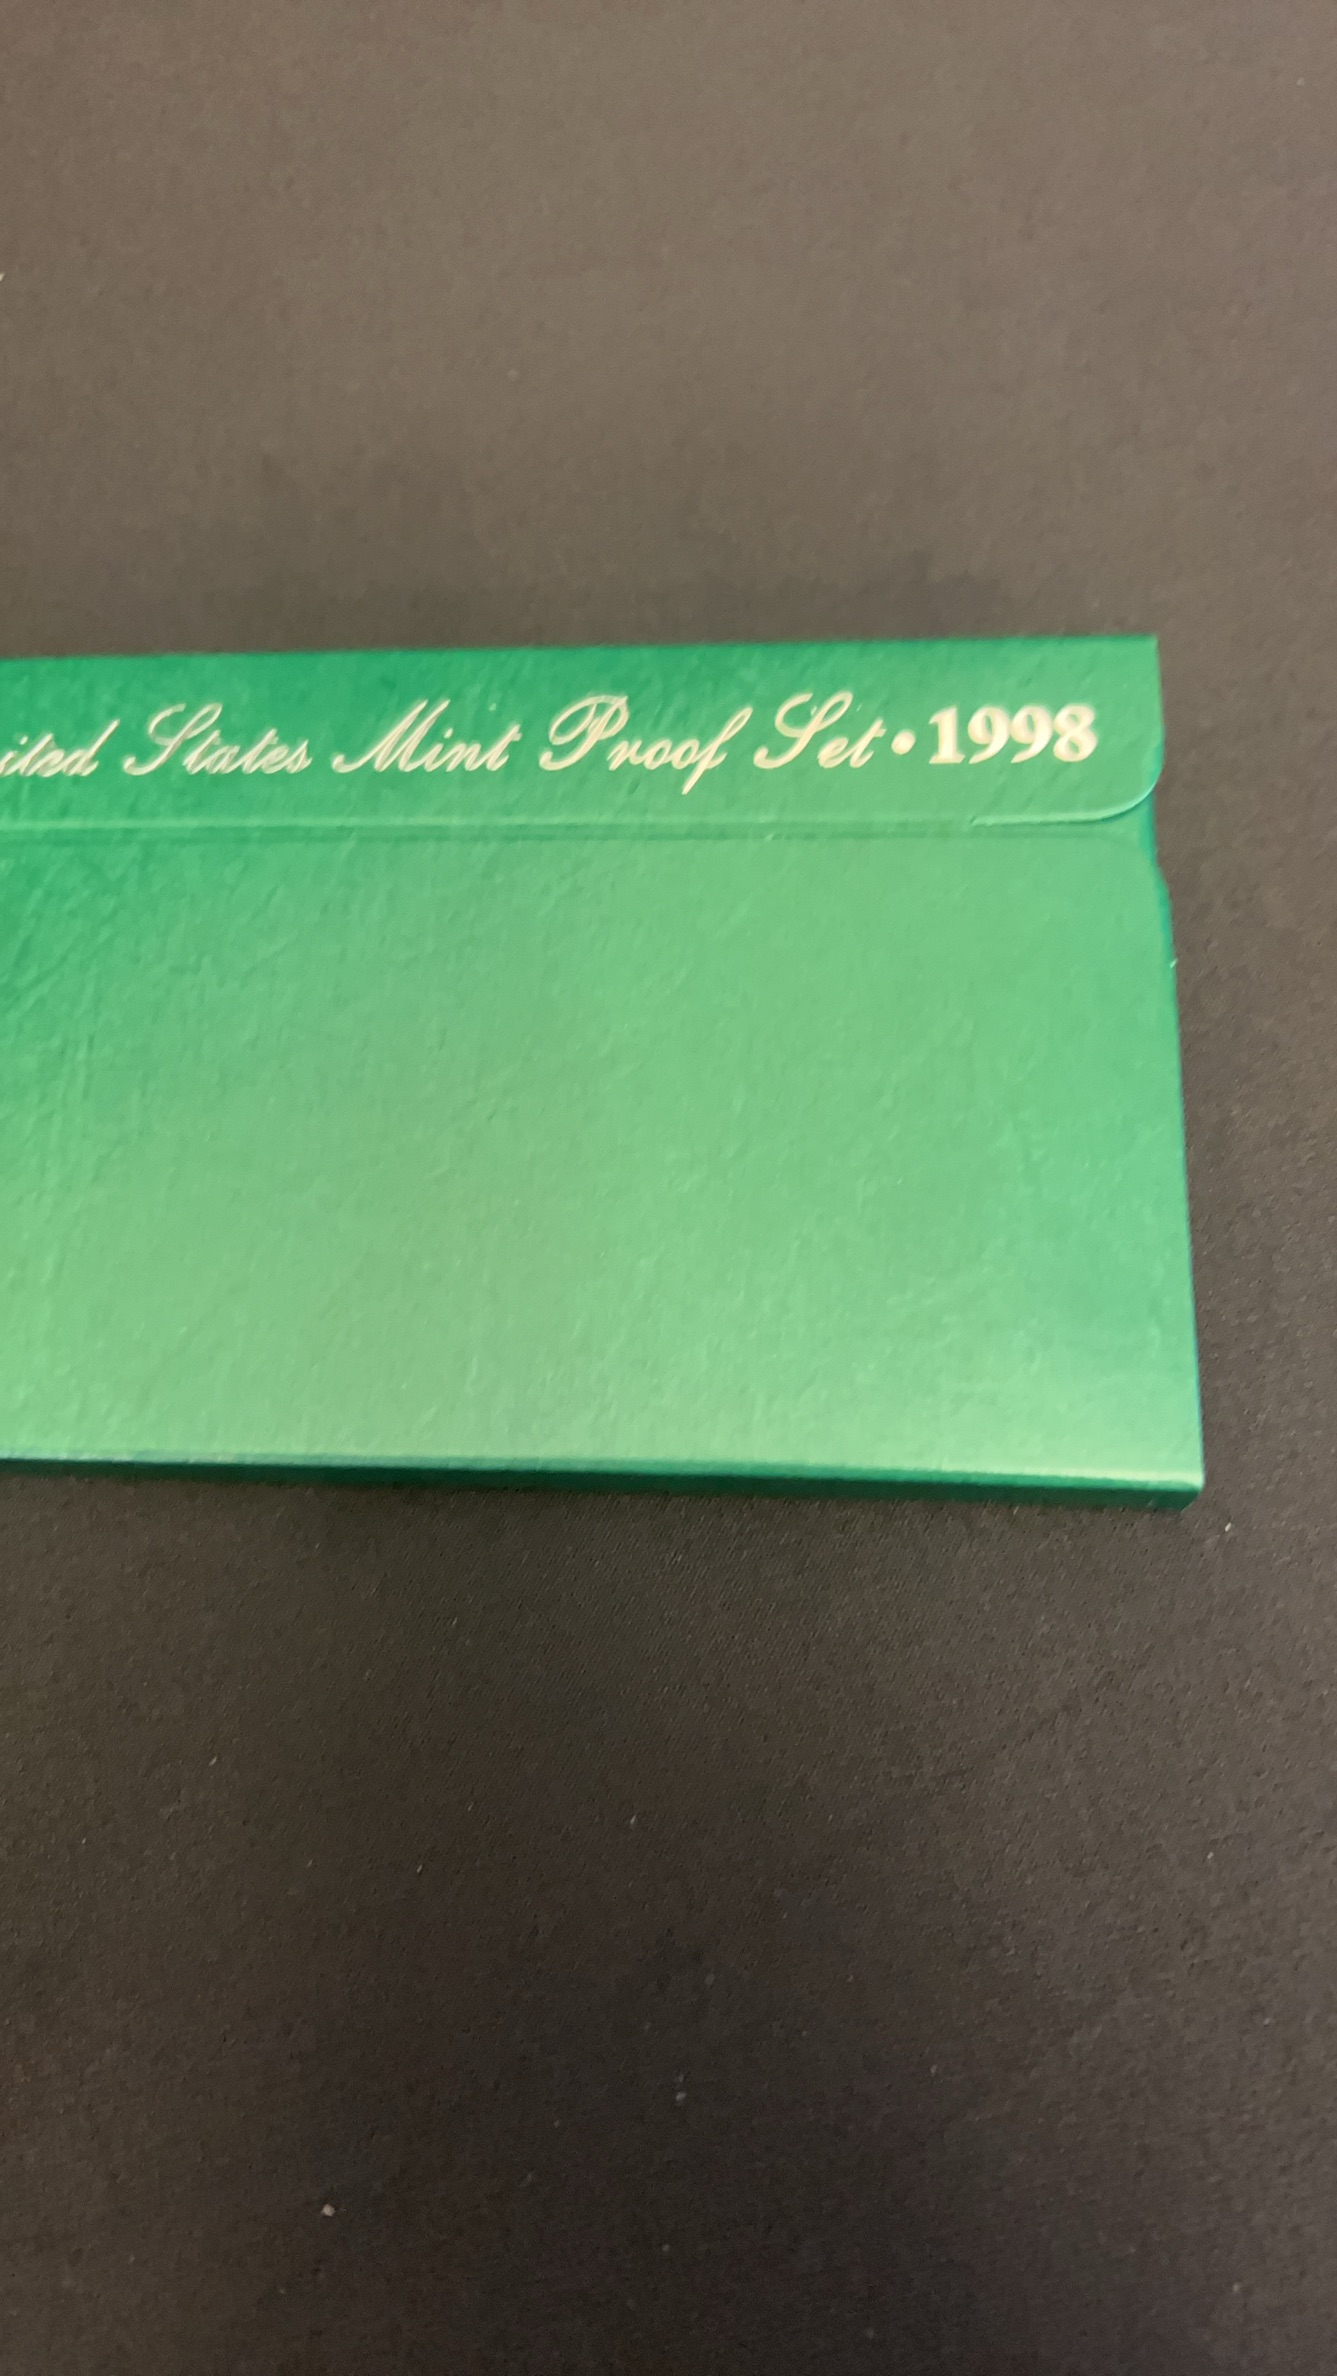 ited States Mint Proof Set • 1998